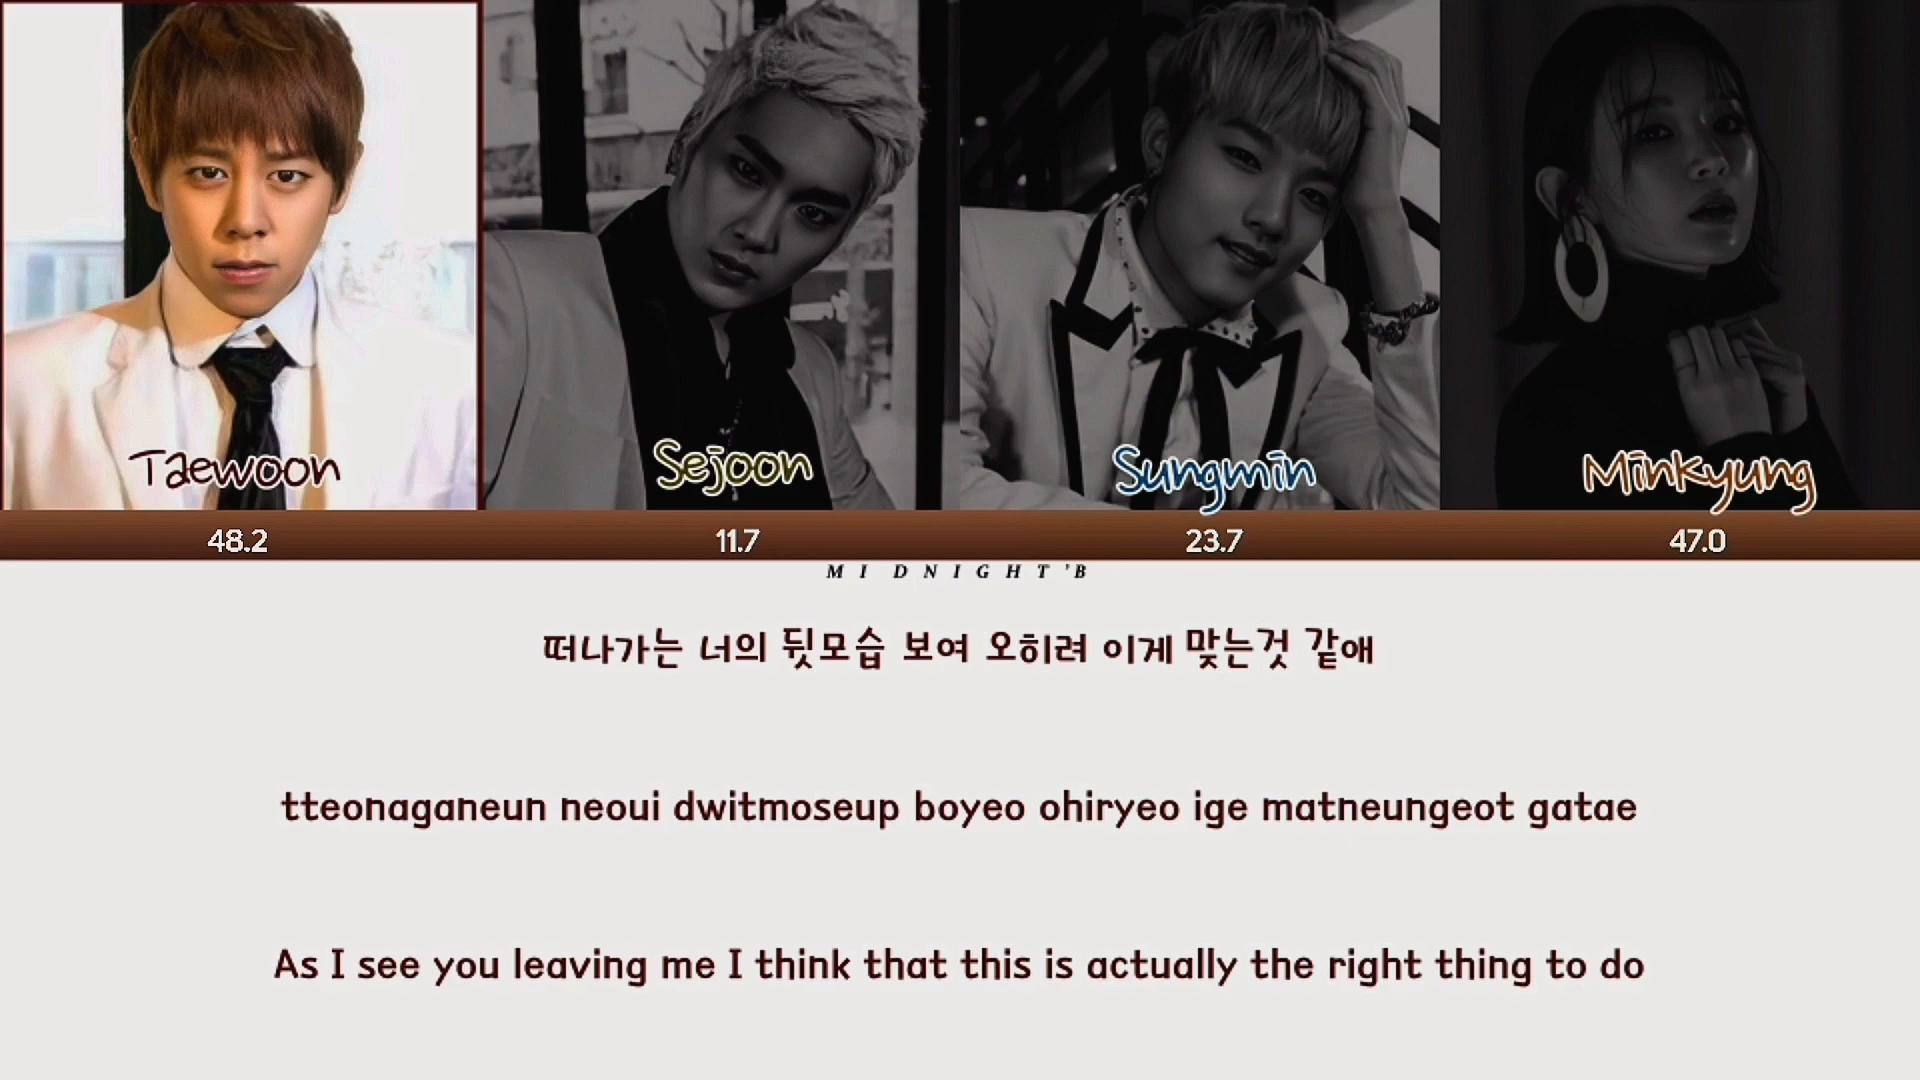 Taewoon
Sejoon
Sungmin
Minkyung
48.2
11.7
23.7
47.0
MIDNIGHT'B
떠나가는 너의 뒷모습 보여 오히려 이게 맞는것 같애
tteonaganeun neoui dwitmoseup boyeo ohiryeo ige matneungeot gatae
As I see you leaving me I think that this is actually the right thing to do